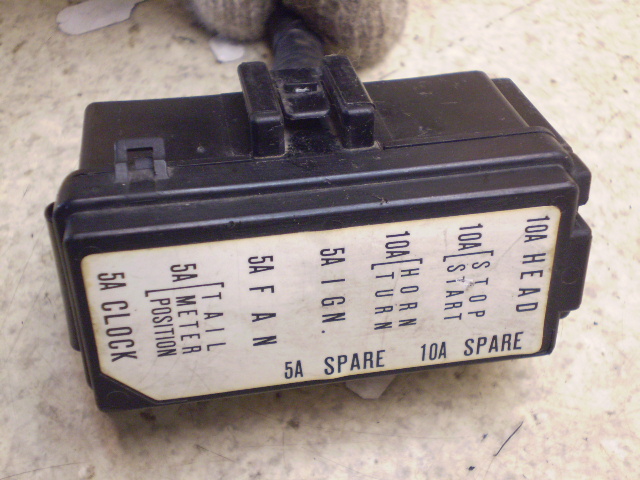 10A HEAD
10A [STOP
START
10A [HORN
TURN
5A IGN.
5A FAN
5A [TAIL
METER
POSITION
5A CLOCK
5A SPARE
10A SPARE